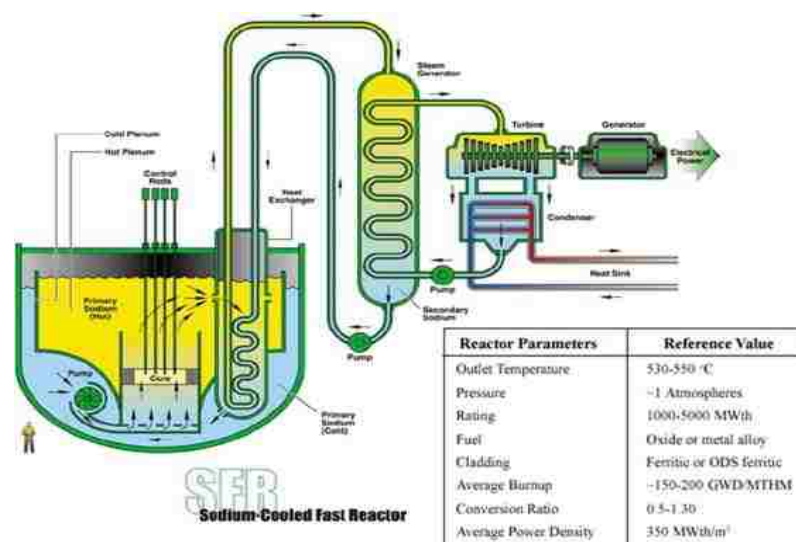 Steam
Generator
Cold Plenum
Hot Plenum
Control
Rods
Heat
Exchanger
Turbine
Generator
Electrical
Power
Condenser
Heat Sink
Pump
Secondary
Sodium
Pump
Primary
Sodium
(Hot)
Core
Pump
Primary
Sodium
(Cold)
SFR
Sodium-Cooled Fast Reactor
Reactor Parameters Reference Value
Outlet Temperature 530-550 °C
Pressure ~1 Atmospheres
Rating 1000-5000 MWth
Fuel Oxide or metal alloy
Cladding Ferritic or ODS ferritic
Average Burnup ~150-200 GWD/MTHM
Conversion Ratio 0.5-1.30
Average Power Density 350 MWth/m³